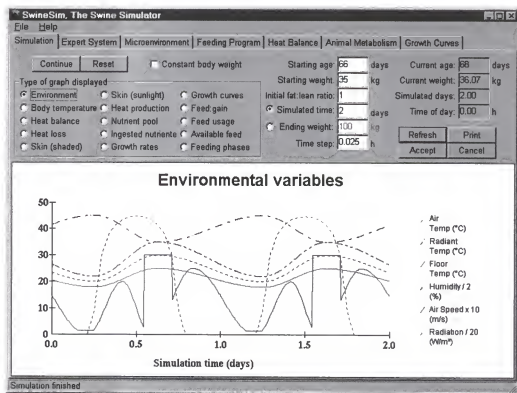 SwineSim, The Swine Simulator
File Help
Simulation Expert System Microenvironment Feeding Program Heat Balance Animal Metabolism Growth Curves
Continue Reset Constant body weight
Type of graph displayed
Environment Skin (sunlight) Growth curves
Body temperature Heat production Feed gain
Heat balance Nutrient pool Feed usage
Heat loss Ingested nutriente Available feed
Skin (shaded) Growth rates Feeding phases
Starting age: 66 days
Starting weight: 35 kg
Initial fat:lean ratio: 1
Simulated time: 2 days
Ending weight: 100 kg
Time step: 0.025 h
Current age: 68 days
Current weight: 36.07 kg
Simulated days: 2.00
Time of day: 0.00 h
Refresh Print
Accept Cancel
Environmental variables
50
40
30
20
10
0
0.0 0.5 1.0 1.5 2.0
Simulation time (days)
Air
Temp (°C)
Radiant
Temp (°C)
Floor
Temp (°C)
Humidity / 2
(%)
Air Speed x 10
(m/s)
Radiation / 20
(W/m²)
Simulation finished